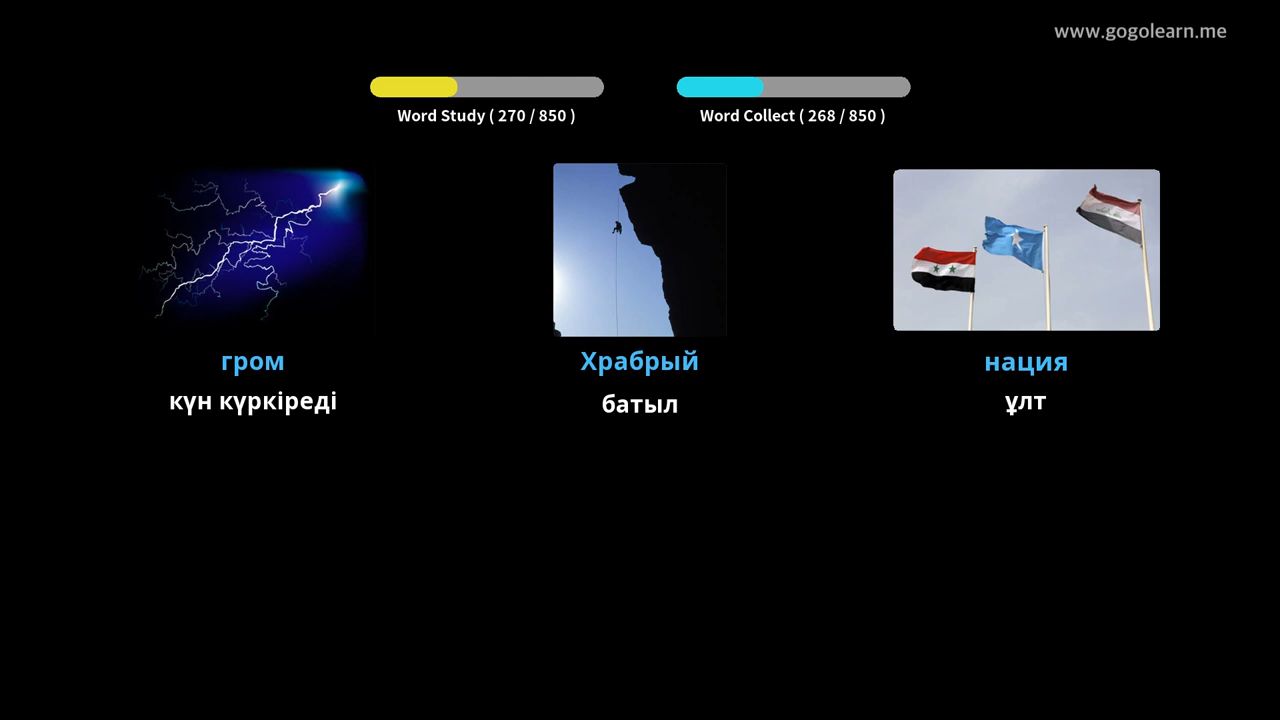 www.gogolearn.me
Word Study ( 270 / 850 )
Word Collect ( 268 / 850 )
гром
Храбрый
нация
күн күркіреді
батыл
ұлт